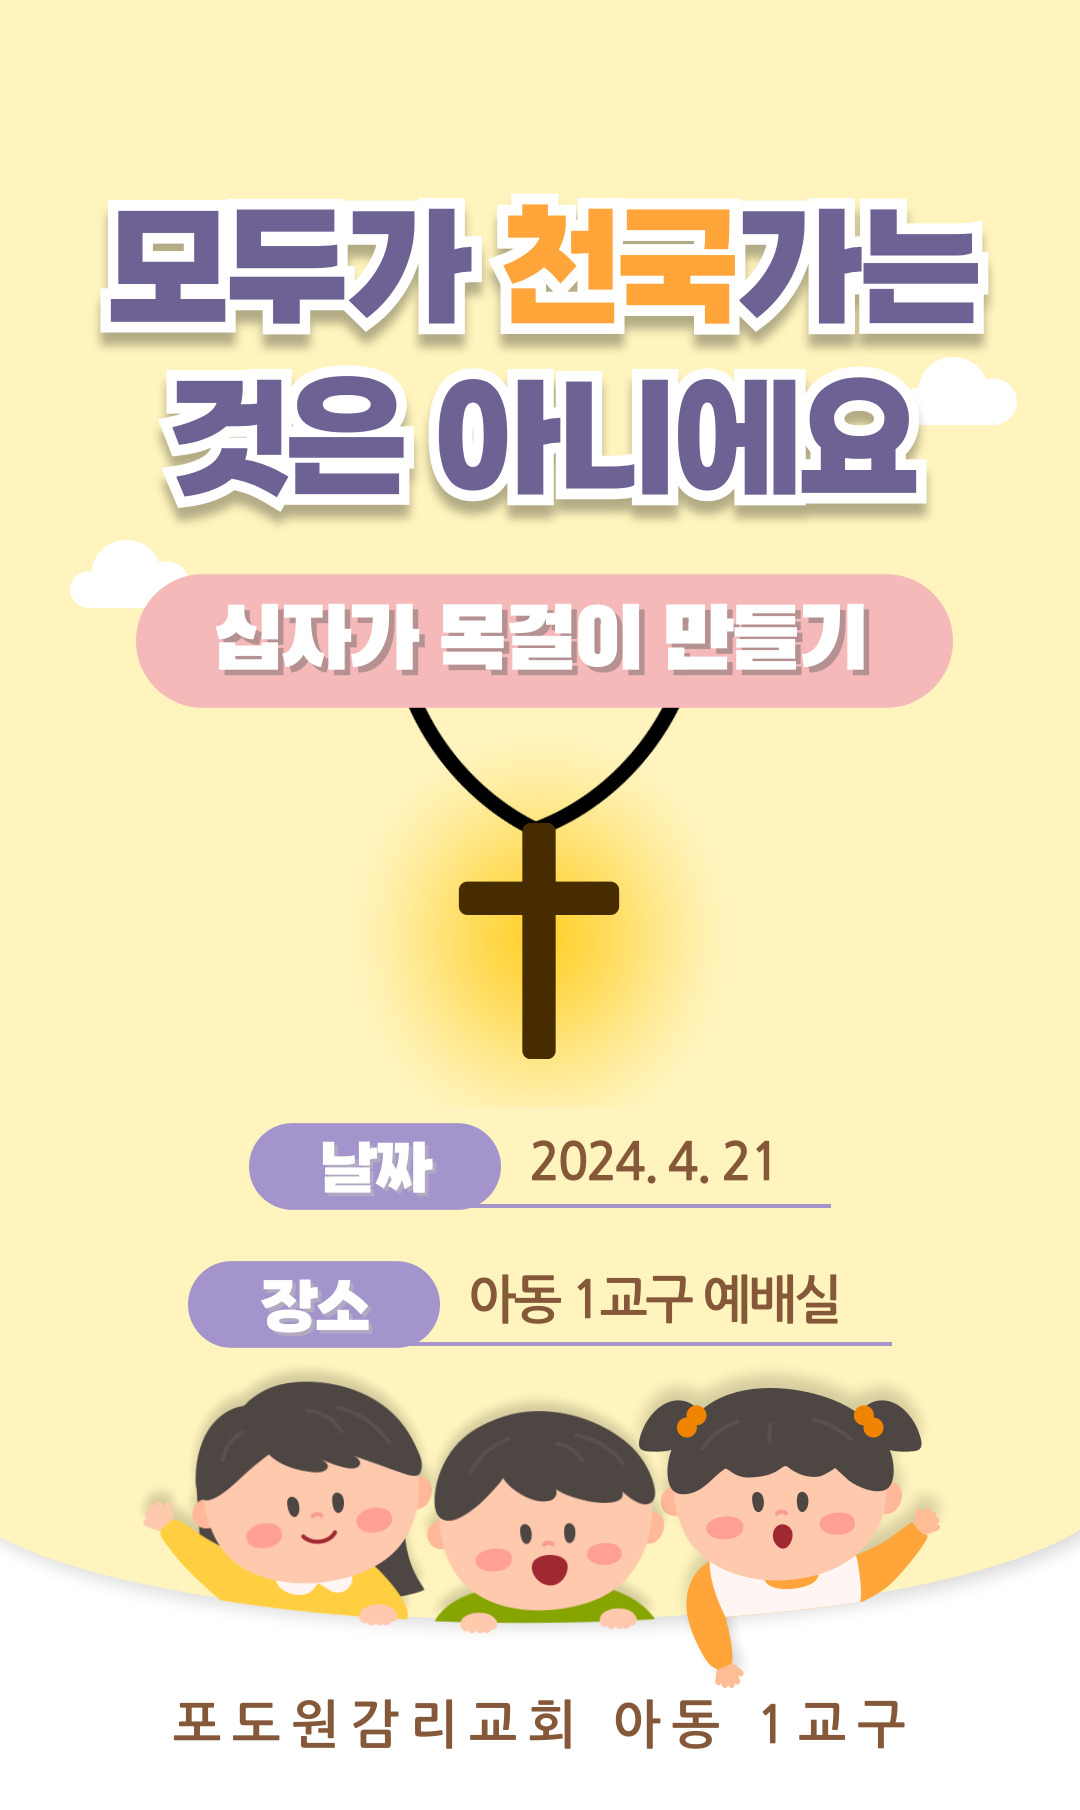 모두가 천국가는
것은 아니에요
십자가 목걸이 만들기
날짜 2024. 4. 21
장소 아동 1교구 예배실
포도원감리교회 아동 1교구